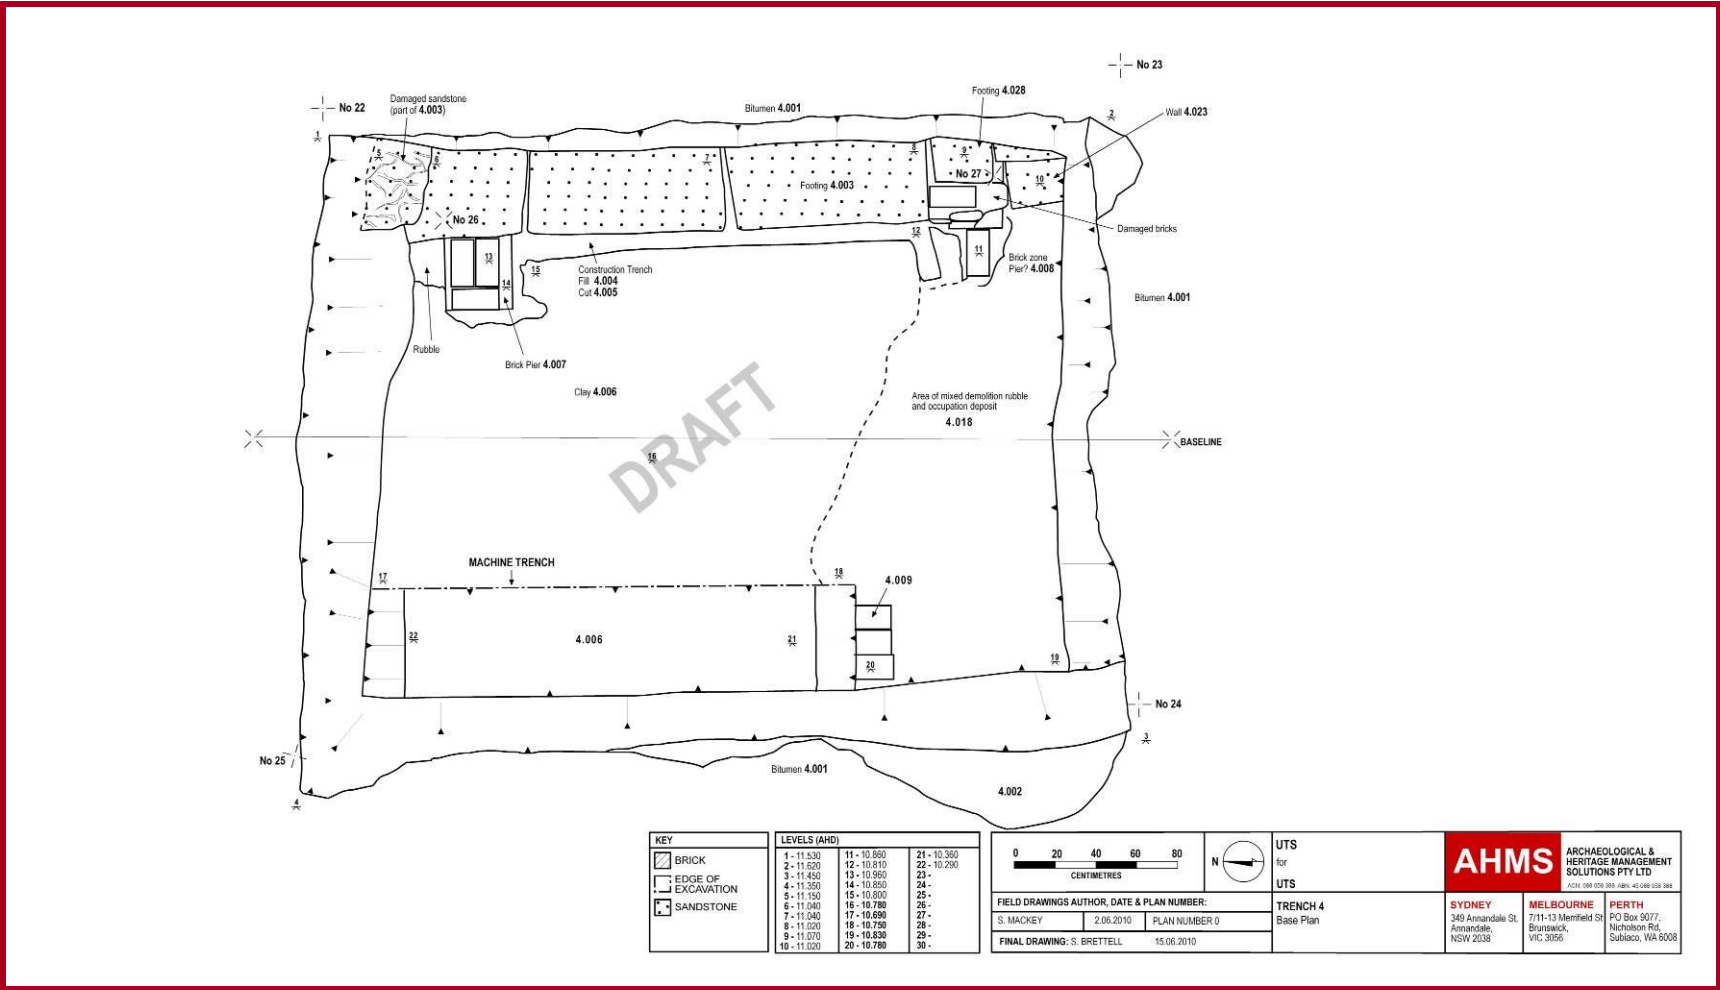 No 23
Footing 4.028
Damaged sandstone
(part of 4.003)
No 22
Bitumen 4.001
2
Wall 4.023
1
5
6
7
8
9
No 27
10
Footing 4.003
No 26
12
Damaged bricks
13
15
14
11
Construction Trench
Fill 4.004
Cut 4.005
Brick zone
Pier? 4.008
Bitumen 4.001
Rubble
Brick Pier 4.007
Clay 4.006
DRAFT
Area of mixed demolition rubble
and occupation deposit
4.018
BASELINE
16
MACHINE TRENCH
17
18
4.009
22
4.006
21
20
19
No 24
3
No 25
Bitumen 4.001
4
4.002
KEY
BRICK
EDGE OF
EXCAVATION
SANDSTONE
LEVELS (AHD)
1 - 11.530
2 - 11.620
3 - 11.450
4 - 11.350
5 - 11.150
6 - 11.040
7 - 11.040
8 - 11.020
9 - 11.070
10 - 11.020
11 - 10.860
12 - 10.810
13 - 10.960
14 - 10.850
15 - 10.800
16 - 10.780
17 - 10.690
18 - 10.750
19 - 10.830
20 - 10.780
21 - 10.360
22 - 10.290
23 -
24 -
25 -
26 -
27 -
28 -
29 -
30 -
0 20 40 60 80
CENTIMETRES
N
FIELD DRAWINGS AUTHOR, DATE & PLAN NUMBER:
S. MACKEY 2.06.2010 PLAN NUMBER 0
FINAL DRAWING: S. BRETTELL 15.06.2010
UTS
for
UTS
TRENCH 4
Base Plan
AHMS
ARCHAEOLOGICAL &
HERITAGE MANAGEMENT
SOLUTIONS PTY LTD
SYDNEY
349 Annandale St,
Annandale,
NSW 2038
MELBOURNE
7/11-13 Merrifield St
Brunswick,
VIC 3056
PERTH
PO Box 9077,
Nicholson Rd,
Subiaco, WA 6008